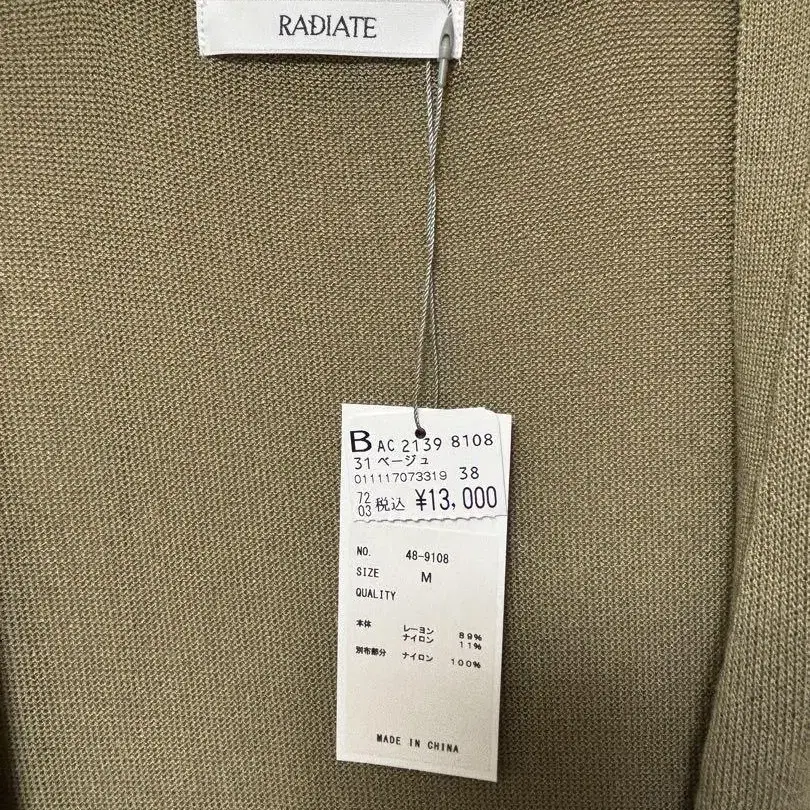 RADIATE
B AC 2139 8108
31 ベージュ
011117073319 38
72
03 税込 ¥13,000
NO. 48-9108
SIZE M
QUALITY
本体 レーヨン 89%
ナイロン 11%
別布部分 ナイロン 100%
MADE IN CHINA